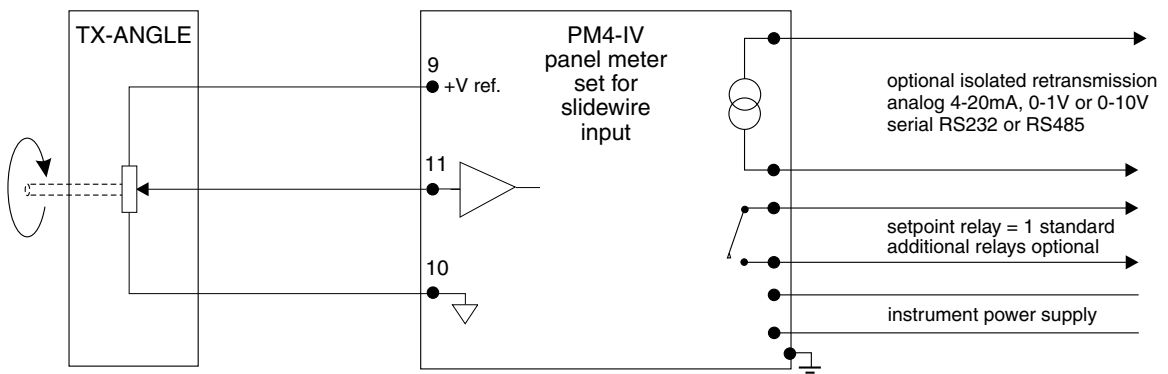 TX-ANGLE
PM4-IV
panel meter
set for
slidewire
input
9
+V ref.
11
10
optional isolated retransmission
analog 4-20mA, 0-1V or 0-10V
serial RS232 or RS485
setpoint relay = 1 standard
additional relays optional
instrument power supply